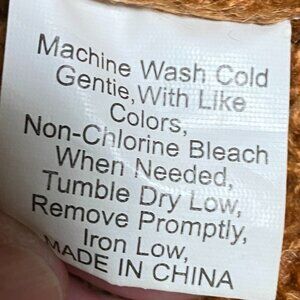 Machine Wash Cold
Gentie, With Like
Colors,
Non-Chlorine Bleach
When Needed,
Tumble Dry Low,
Remove Promptly,
Iron Low,
MADE IN CHINA